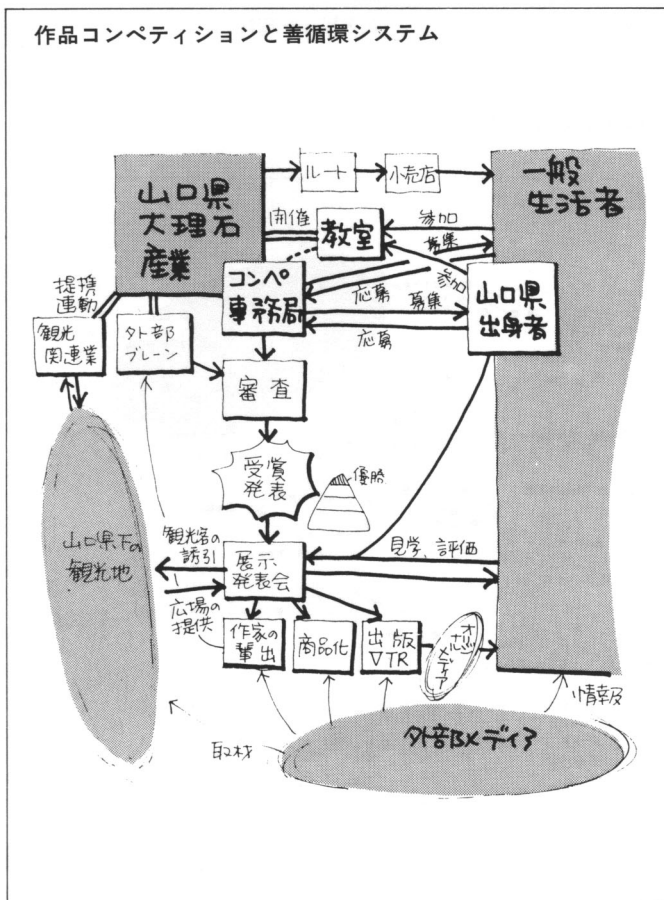 作品コンペティションと善循環システム
山口県
大理石
産業
ルート
小売店
一般
生活者
開催
教室
参加
募集
参加
コンペ
事務局
応募
募集
応募
山口県
出身者
提携
連動
観光
関連業
外部
ブレーン
審査
受賞
発表
優勝
山口県下の
観光地
観光客の
誘引
展示
発表会
見学、評価
広場の
提供
作家の
輩出
商品化
出版
VTR
オリジナル
メディア
情報
取材
外部メディア